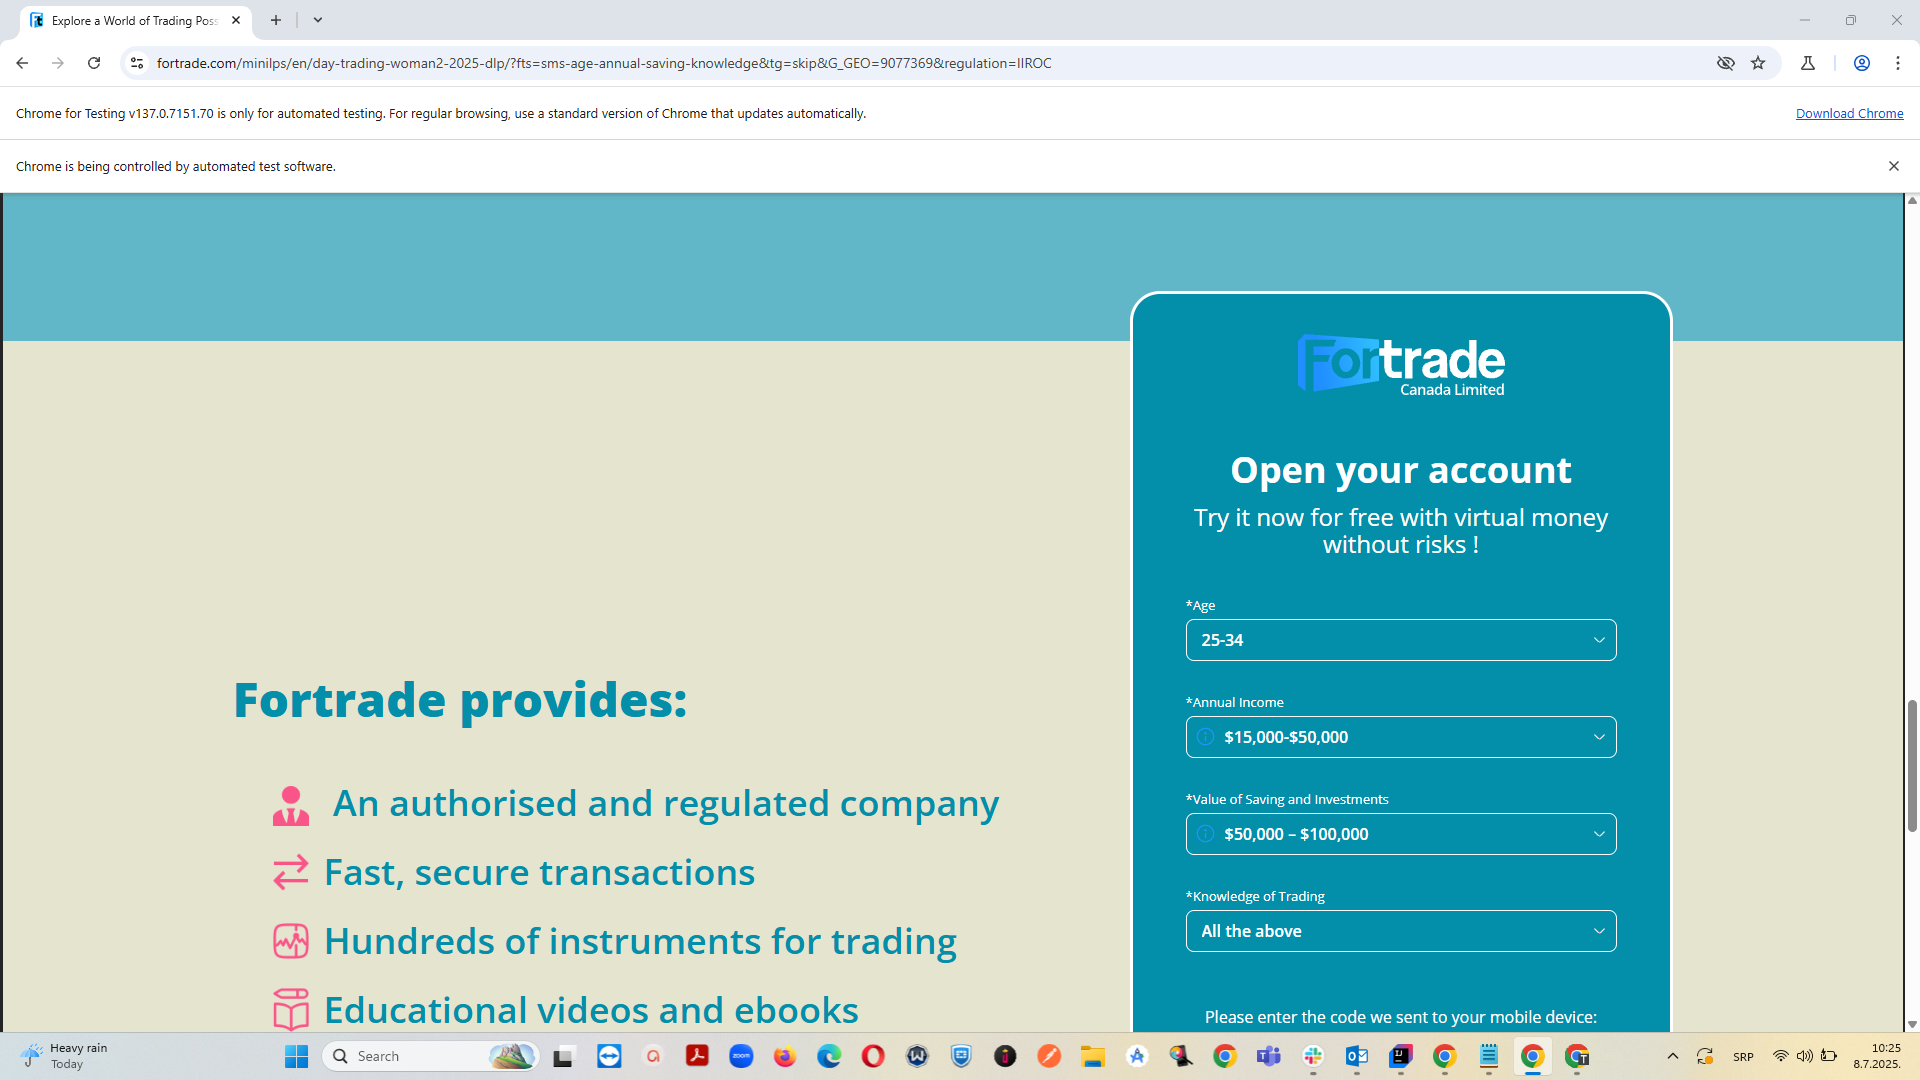 Explore a World of Trading Poss
fortrade.com/minilps/en/day-trading-woman2-2025-dlp/?fts=sms-age-annual-saving-knowledge&tg=skip&G_GEO=9077369&regulation=IIROC
Chrome for Testing v137.0.7151.70 is only for automated testing. For regular browsing, use a standard version of Chrome that updates automatically.
Download Chrome
Chrome is being controlled by automated test software.
Fortrade
Canada Limited
Open your account
Try it now for free with virtual money
without risks !
*Age
25-34
*Annual Income
$15,000-$50,000
*Value of Saving and Investments
$50,000 – $100,000
*Knowledge of Trading
All the above
Please enter the code we sent to your mobile device:
Fortrade provides:
An authorised and regulated company
Fast, secure transactions
Hundreds of instruments for trading
Educational videos and ebooks
Heavy rain
Today
Search
zoom
SRP
10:25
8.7.2025.